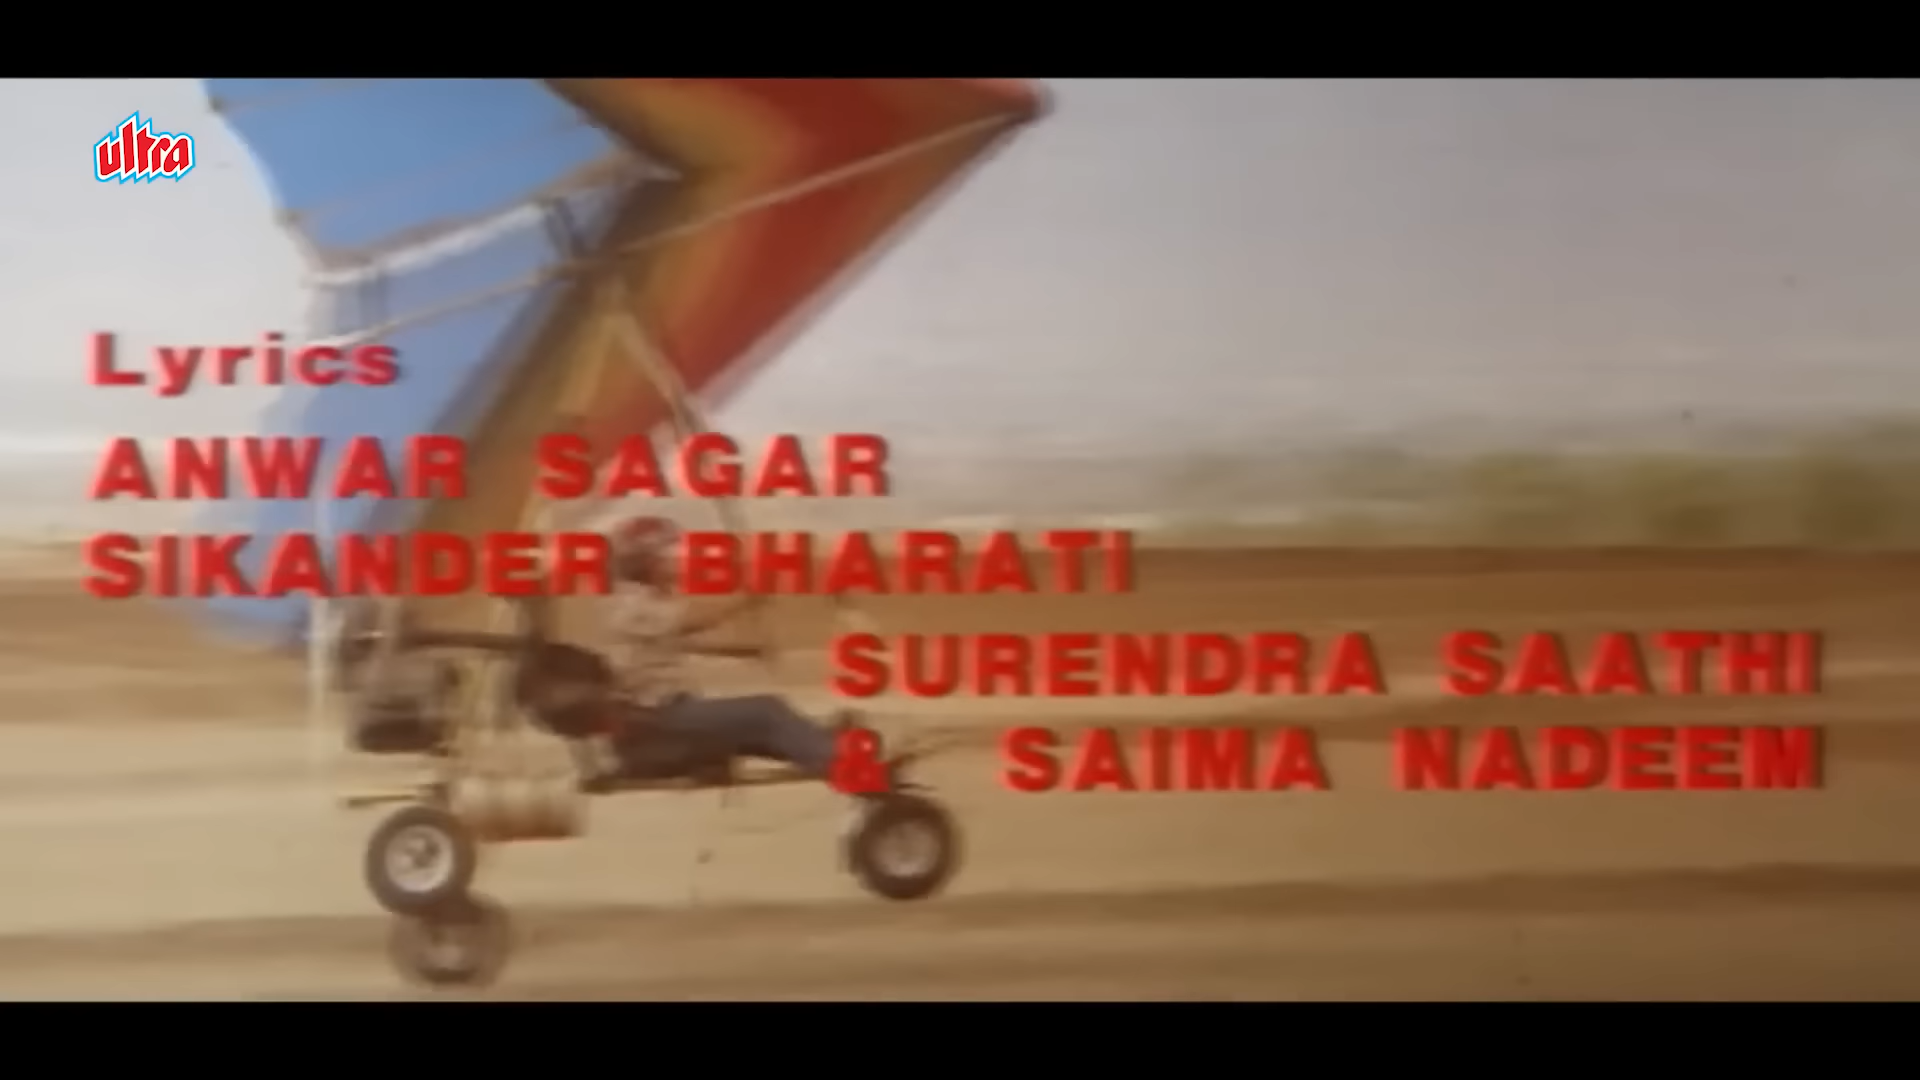 ultra
Lyrics
ANWAR SAGAR
SIKANDER BHARATI
SURENDRA SAATHI
& SAIMA NADEEM